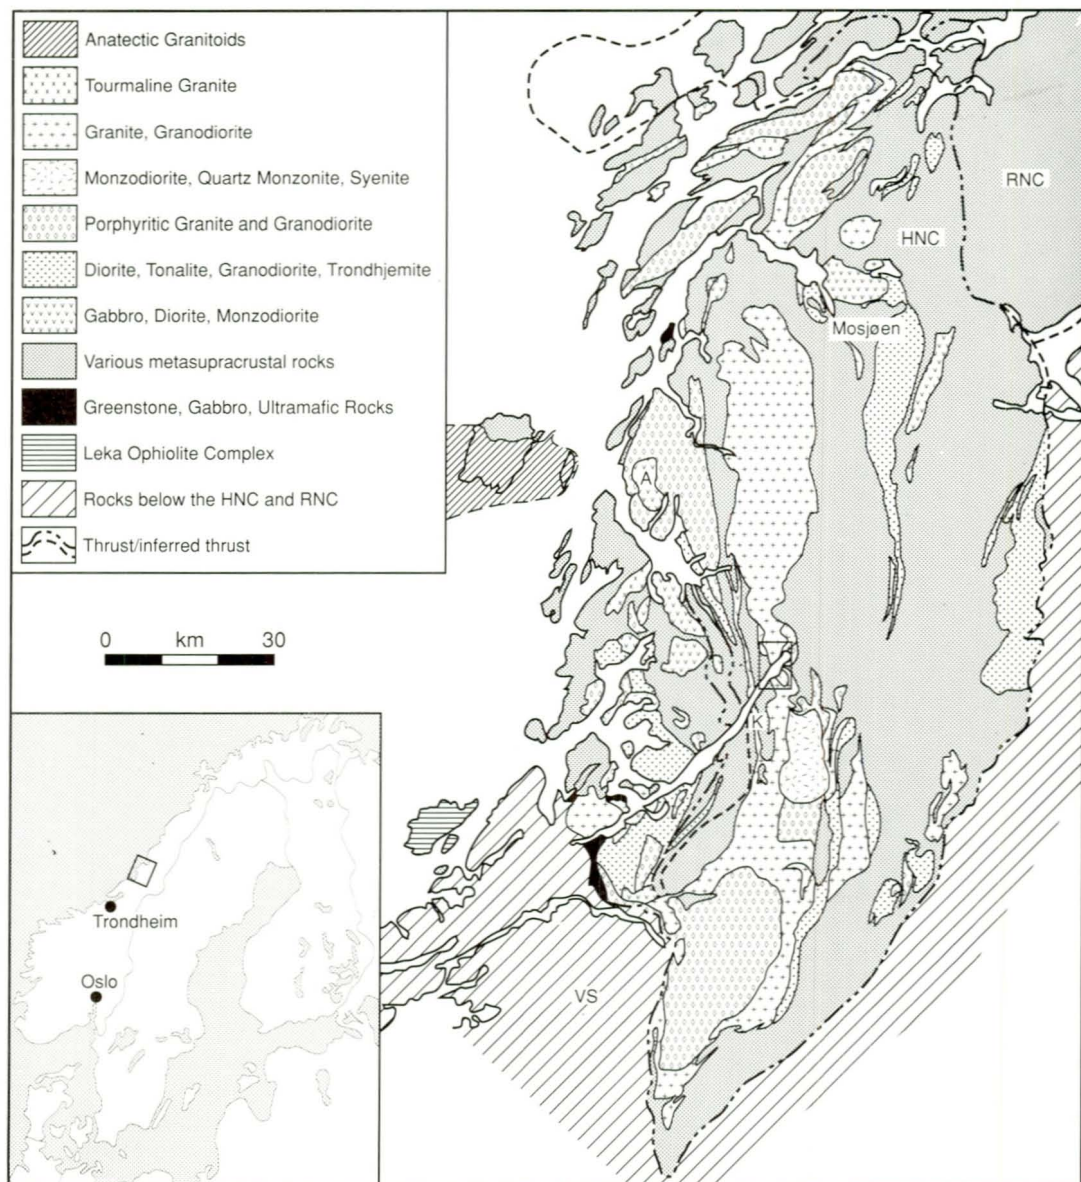 Anatectic Granitoids
Tourmaline Granite
Granite, Granodiorite
Monzodiorite, Quartz Monzonite, Syenite
Porphyritic Granite and Granodiorite
Diorite, Tonalite, Granodiorite, Trondhjemite
Gabbro, Diorite, Monzodiorite
Various metasupracrustal rocks
Greenstone, Gabbro, Ultramafic Rocks
Leka Ophiolite Complex
Rocks below the HNC and RNC
Thrust/inferred thrust
0 km 30
Trondheim
Oslo
RNC
HNC
Mosjøen
A
K
VS